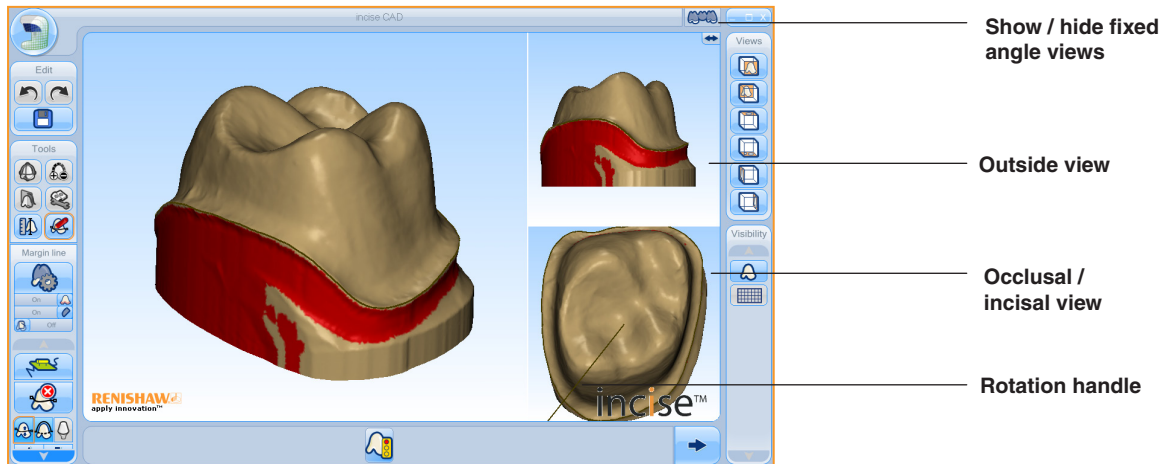 incise CAD
Edit
Tools
Margin line
On
On
Off
Views
Visibility
RENISHAW
apply innovation™
incise™
Show / hide fixed
angle views
Outside view
Occlusal /
incisal view
Rotation handle